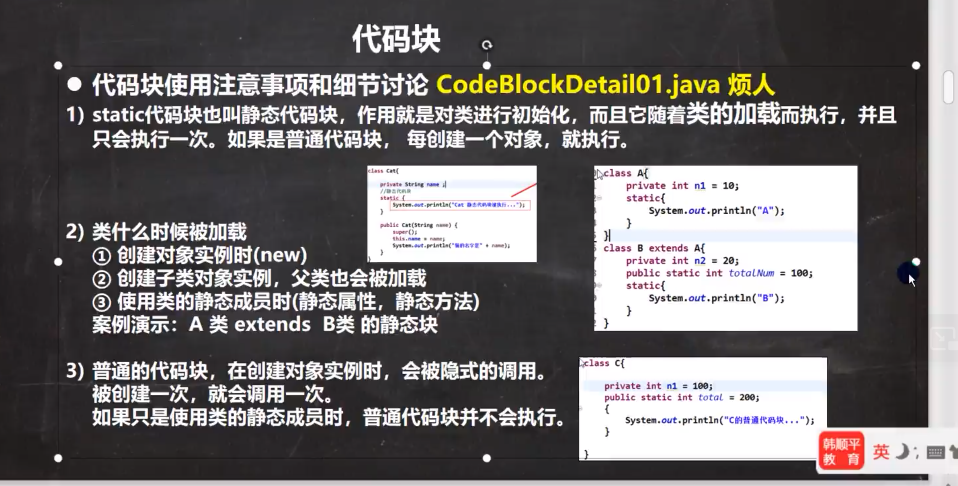 代码块
● 代码块使用注意事项和细节讨论 CodeBlockDetail01.java 烦人
1) static代码块也叫静态代码块，作用就是对类进行初始化，而且它随着类的加载而执行，并且
只会执行一次。如果是普通代码块， 每创建一个对象，就执行。
class Cat{
private String name ;
//静态代码块
static {
System.out.println("Cat 静态代码块被执行...");
}
public Cat(String name) {
super();
this.name = name;
System.out.println("猫的名字是" + name);
}
}
class A{
private int n1 = 10;
static{
System.out.println("A");
}
}
class B extends A{
private int n2 = 20;
public static int totalNum = 100;
static{
System.out.println("B");
}
}
2) 类什么时候被加载
① 创建对象实例时(new)
② 创建子类对象实例，父类也会被加载
③ 使用类的静态成员时(静态属性，静态方法)
案例演示：A 类 extends B类 的静态块
3) 普通的代码块，在创建对象实例时，会被隐式的调用。
被创建一次，就会调用一次。
如果只是使用类的静态成员时，普通代码块并不会执行。
class C{
private int n1 = 100;
public static int total = 200;
{
System.out.println("C的普通代码块...");
}
}
韩顺平
教 育
英